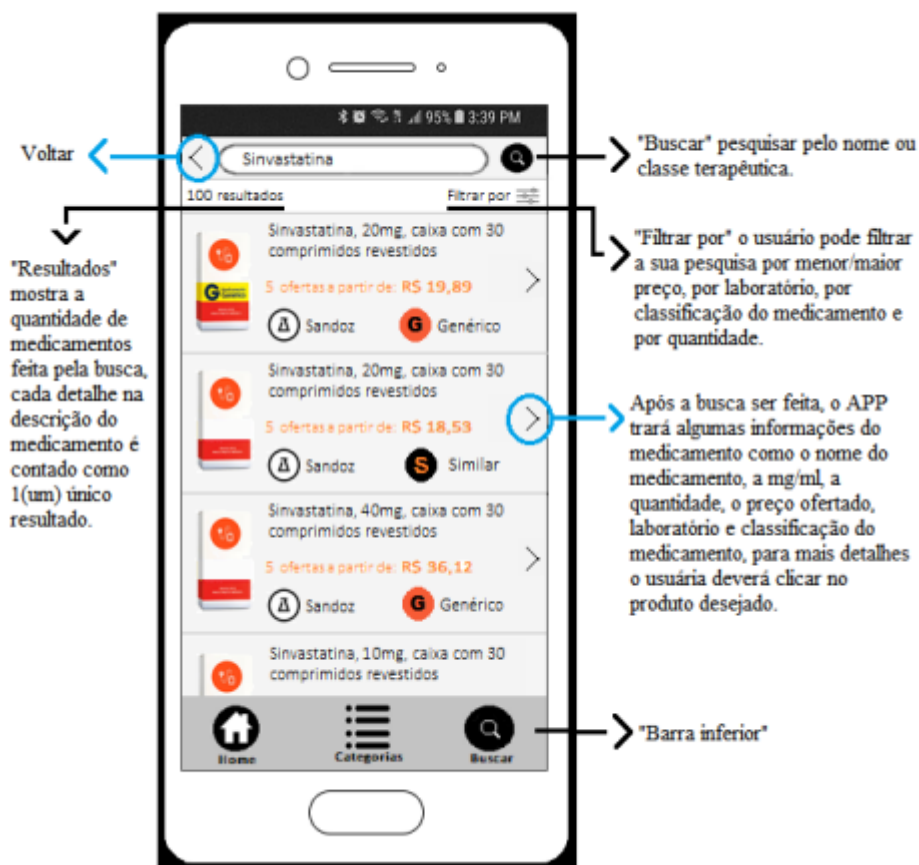 95% 3:39 PM
Voltar
Sinvastatina
"Buscar" pesquisar pelo nome ou
classe terapêutica.
100 resultados
Filtrar por
"Resultados"
mostra a
quantidade de
medicamentos
feita pela busca,
cada detalhe na
descrição do
medicamento é
contado como
1(um) único
resultado.
"Filtrar por" o usuário pode filtrar
a sua pesquisa por menor/maior
preço, por laboratório, por
classificação do medicamento e
por quantidade.
Sinvastatina, 20mg, caixa com 30
comprimidos revestidos
5 ofertas a partir de: R$ 19,89
G
Sandoz
G Genérico
Sinvastatina, 20mg, caixa com 30
comprimidos revestidos
5 ofertas a partir de: R$ 18,53
Sandoz
S Similar
Após a busca ser feita, o APP
trará algumas informações do
medicamento como o nome do
medicamento, a mg/ml, a
quantidade, o preço ofertado,
laboratório e classificação do
medicamento, para mais detalhes
o usuária deverá clicar no
produto desejado.
Sinvastatina, 40mg, caixa com 30
comprimidos revestidos
5 ofertas a partir de: R$ 36,12
Sandoz
G Genérico
Sinvastatina, 10mg, caixa com 30
comprimidos revestidos
Home
Categorias
Buscar
"Barra inferior"